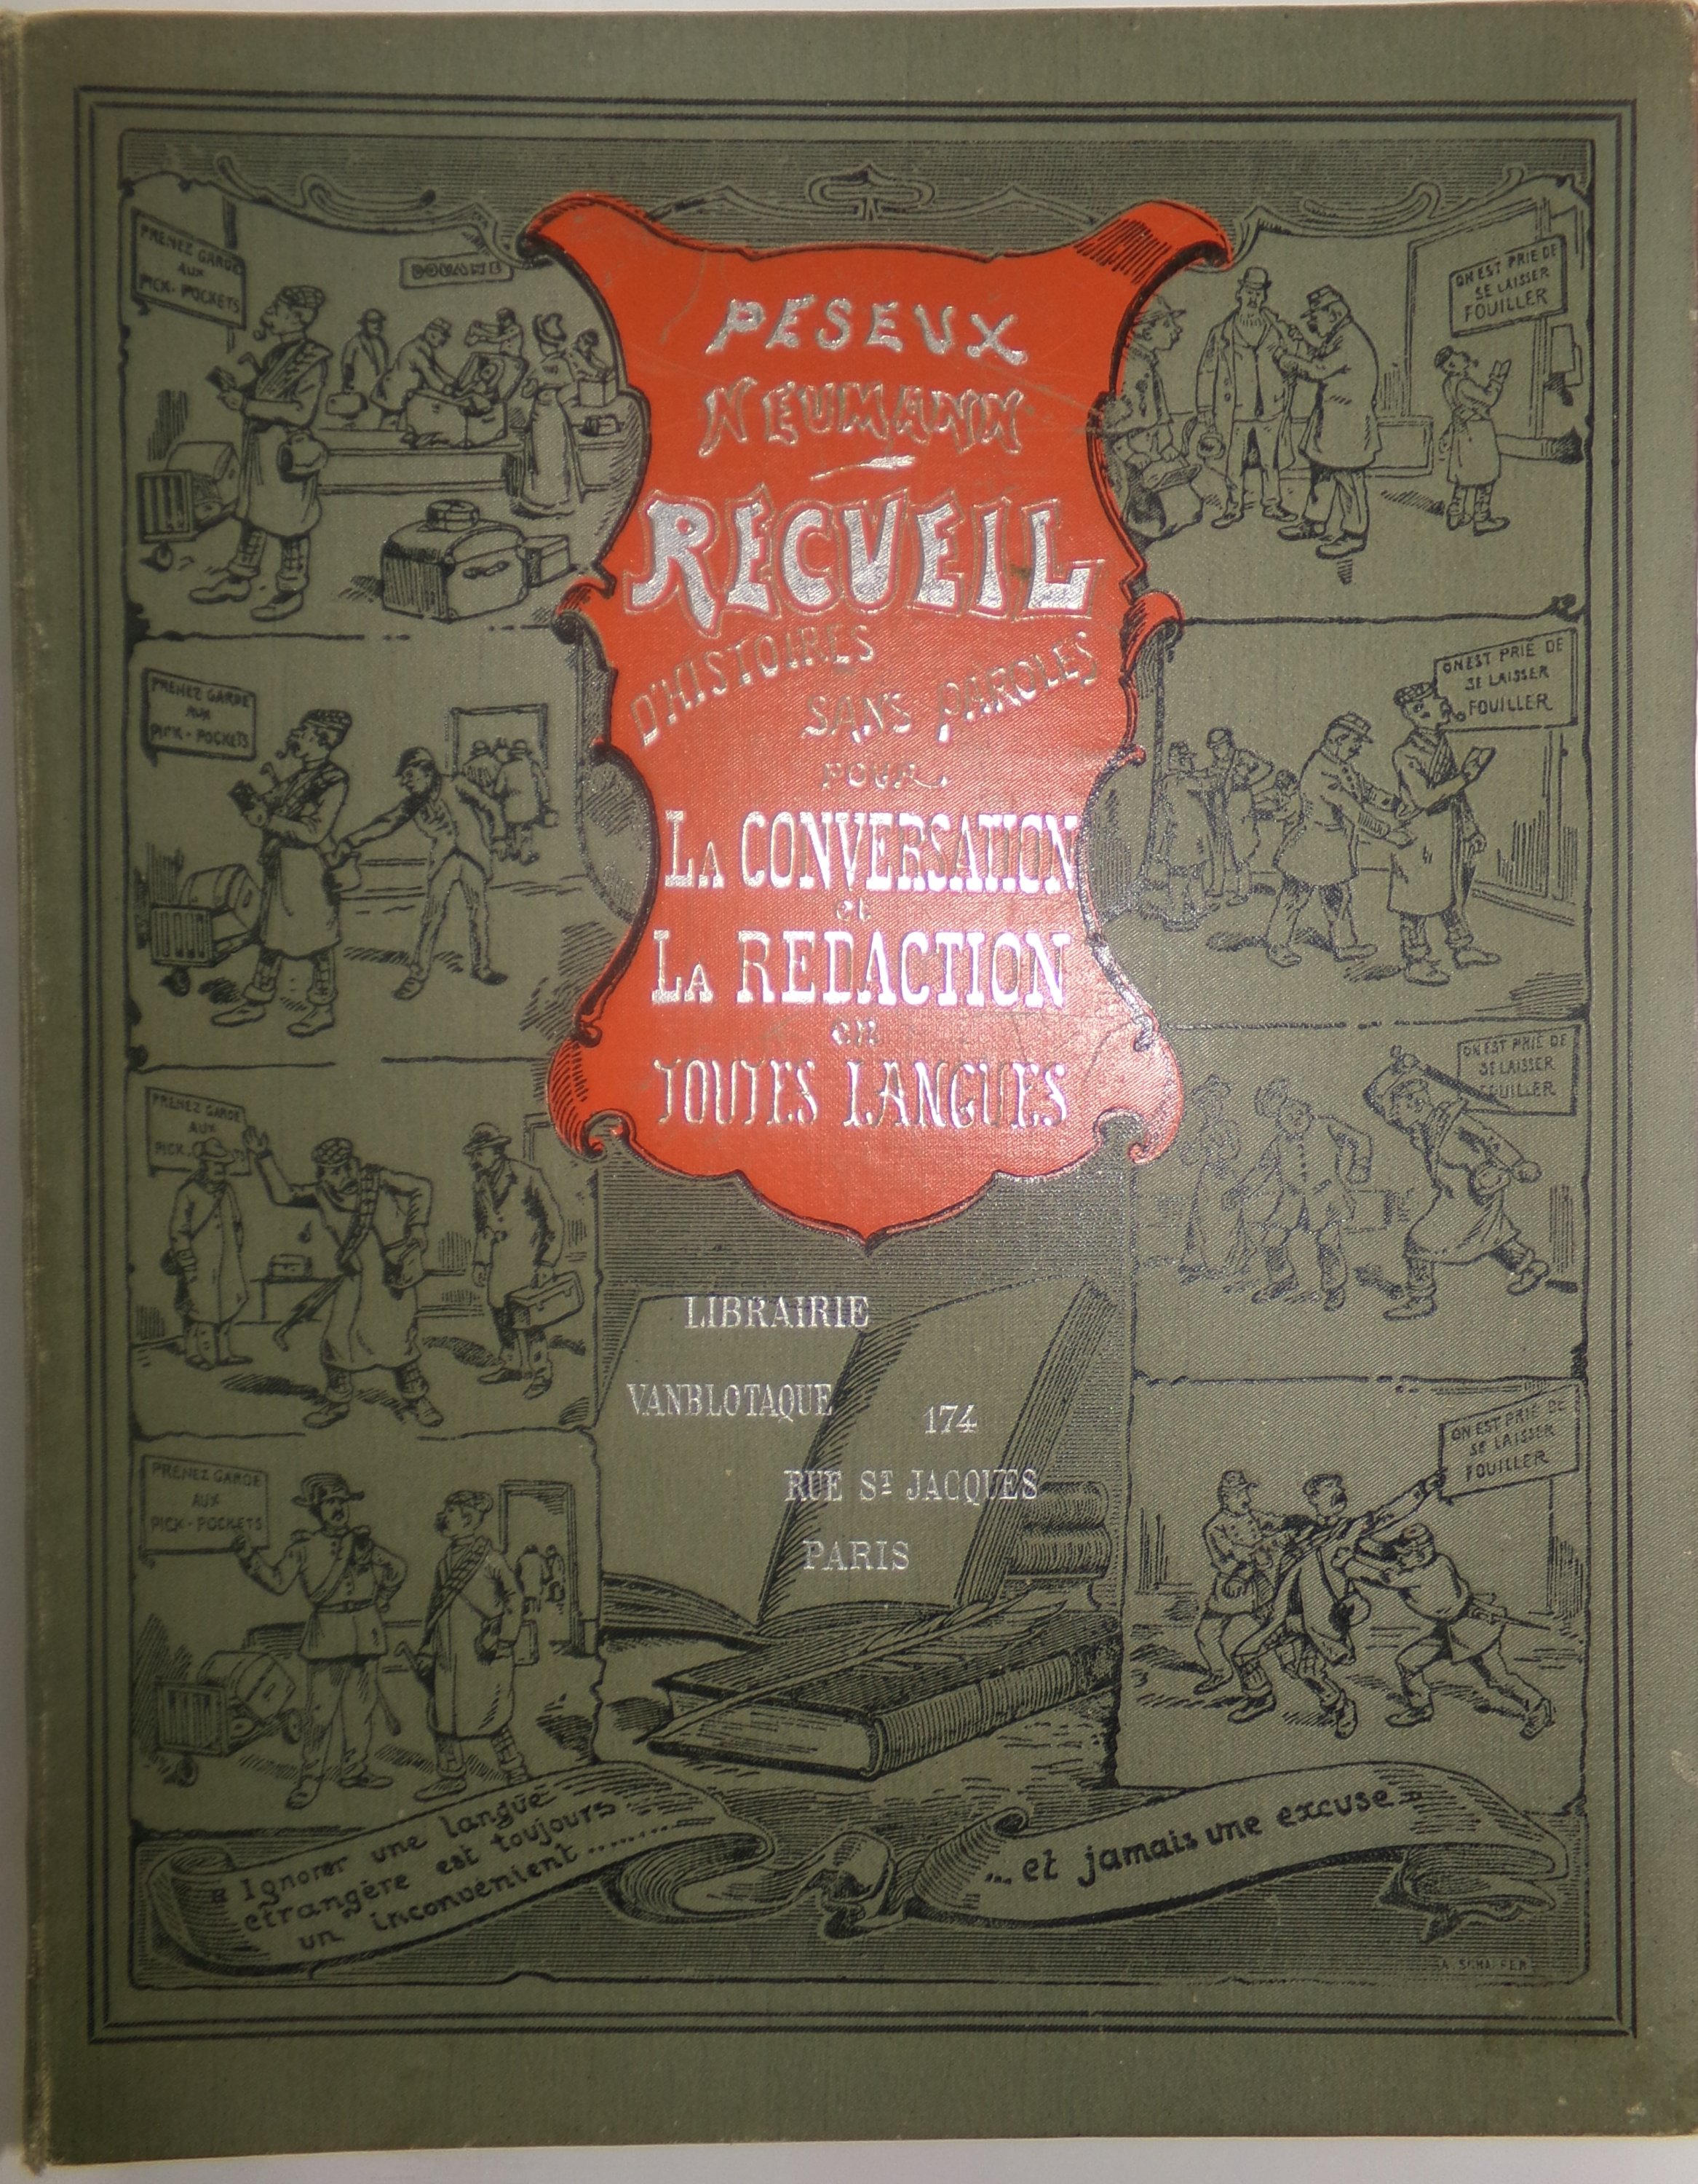 PRENEZ GARDE
AUX
PICK-POCKETS
DOUANE
PESEUX
NEUMANN
RECUEIL
D'HISTOIRES
SANS PAROLES
POUR
LA CONVERSATION
et
LA REDACTION
en
TOUTES LANGUES
ON EST PRIE DE
SE LAISSER
FOUILLER
PRENEZ GARDE
AUX
PICK-POCKETS
ON EST PRIE DE
SE LAISSER
FOUILLER
PRENEZ GARDE
AUX
PICK
ON EST PRIE DE
SE LAISSER
FOUILLER
PRENEZ GARDE
AUX
PICK-POCKETS
ON EST PRIE DE
SE LAISSER
FOUILLER
LIBRAIRIE
VANBLOTAQUE
174
RUE ST JACQUES
PARIS
« Ignorer une langue
étrangère est toujours
un inconvénient........
...et jamais une excuse »